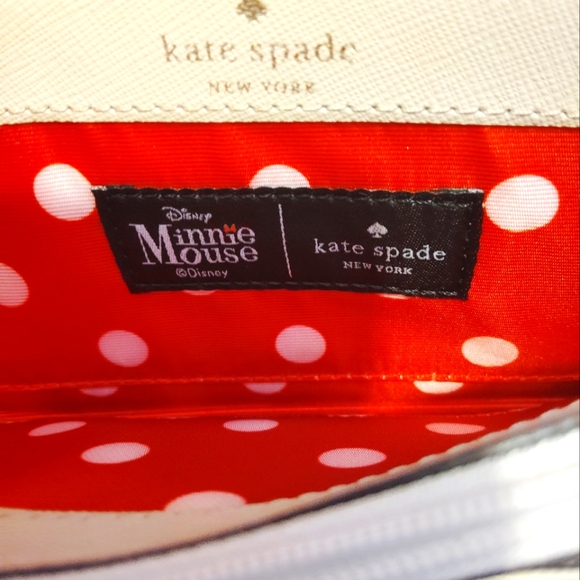 kate spade
NEW YORK
Disney
Minnie
Mouse
©Disney
kate spade
NEW YORK